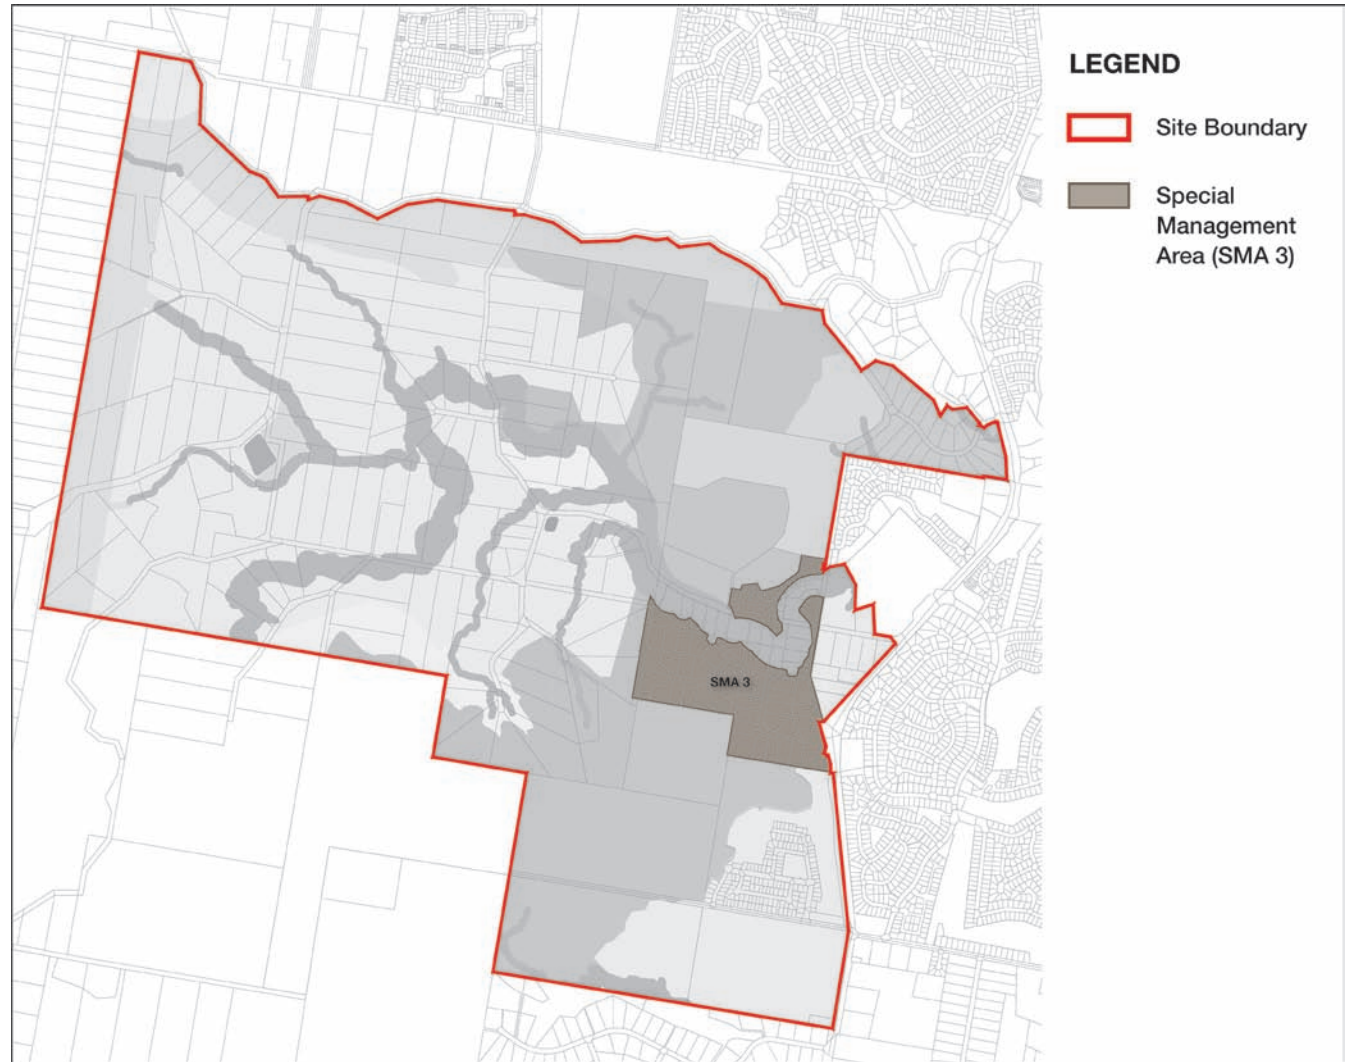 LEGEND
Site Boundary
Special
Management
Area (SMA 3)
SMA 3